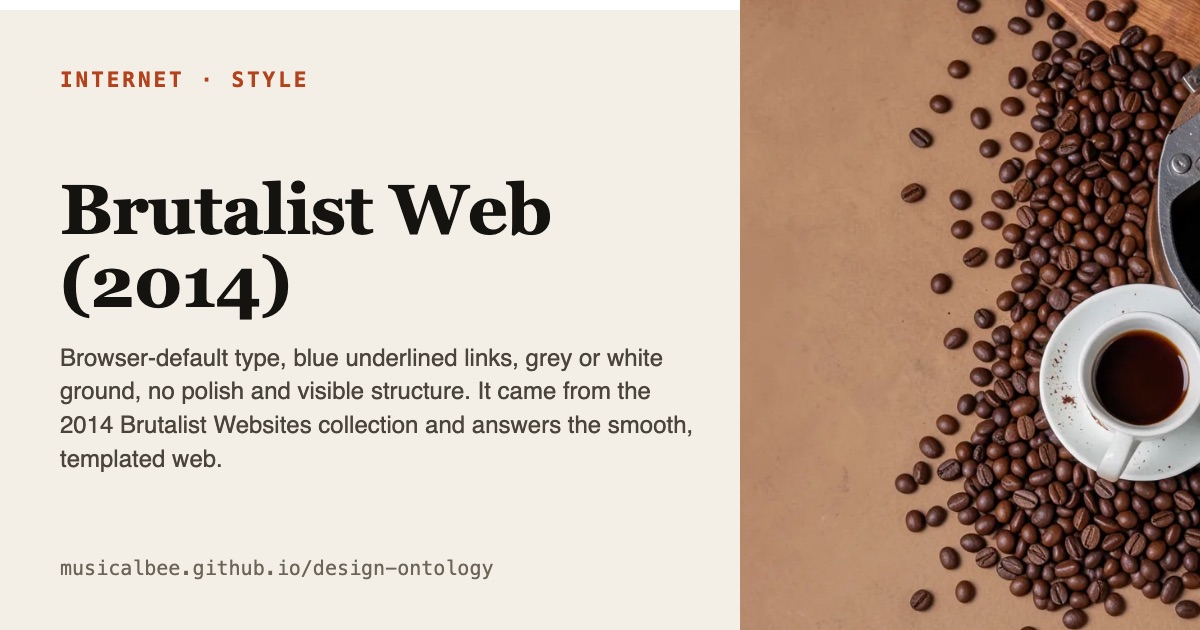 INTERNET · STYLE
Brutalist Web
(2014)
Browser-default type, blue underlined links, grey or white
ground, no polish and visible structure. It came from the
2014 Brutalist Websites collection and answers the smooth,
templated web.
musicalbee.github.io/design-ontology